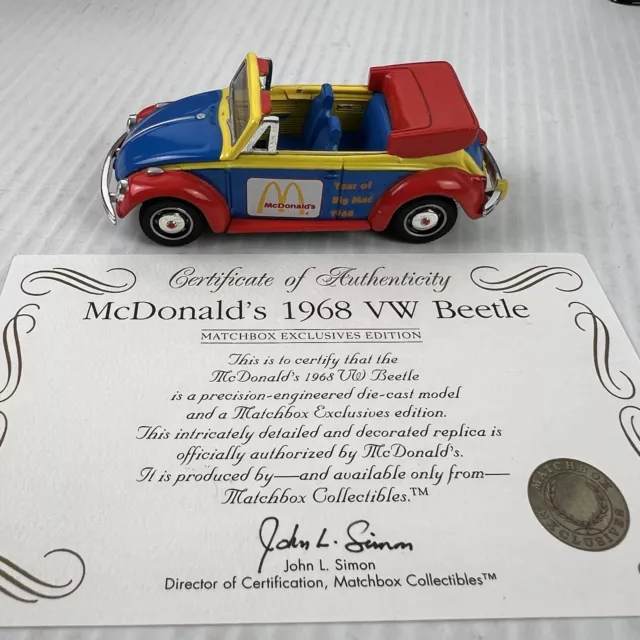 McDonald's
Year of
Big Mac
1968
Certificate of Authenticity
McDonald's 1968 VW Beetle
MATCHBOX EXCLUSIVES EDITION
This is to certify that the
McDonald's 1968 VW Beetle
is a precision-engineered die-cast model
and a Matchbox Exclusives edition.
This intricately detailed and decorated replica is
officially authorized by McDonald's.
It is produced by—and available only from—
Matchbox Collectibles.™
John L. Simon
John L. Simon
Director of Certification, Matchbox Collectibles™
MATCHBOX
EXCLUSIVES